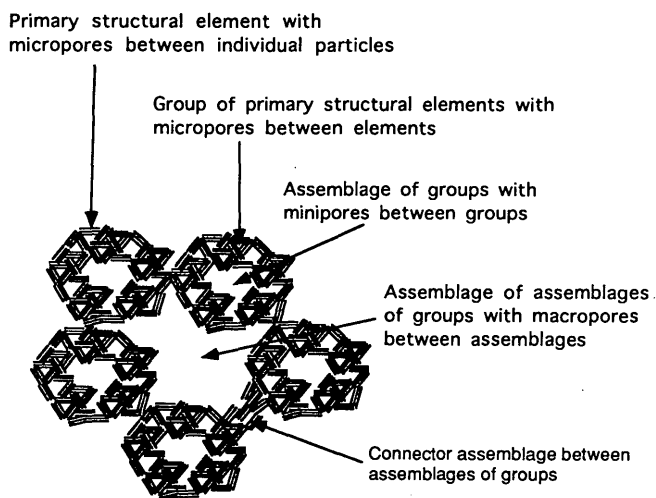 Primary structural element with
micropores between individual particles
Group of primary structural elements with
micropores between elements
Assemblage of groups with
minipores between groups
Assemblage of assemblages
of groups with macropores
between assemblages
Connector assemblage between
assemblages of groups